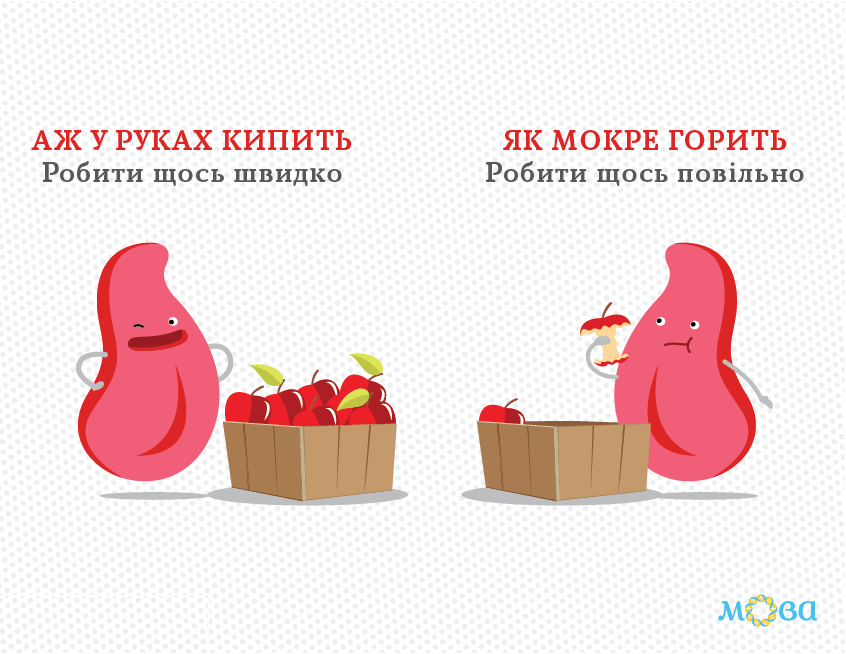 АЖ У РУКАХ КИПИТЬ
Робити щось швидко
ЯК МОКРЕ ГОРИТЬ
Робити щось повільно
мова